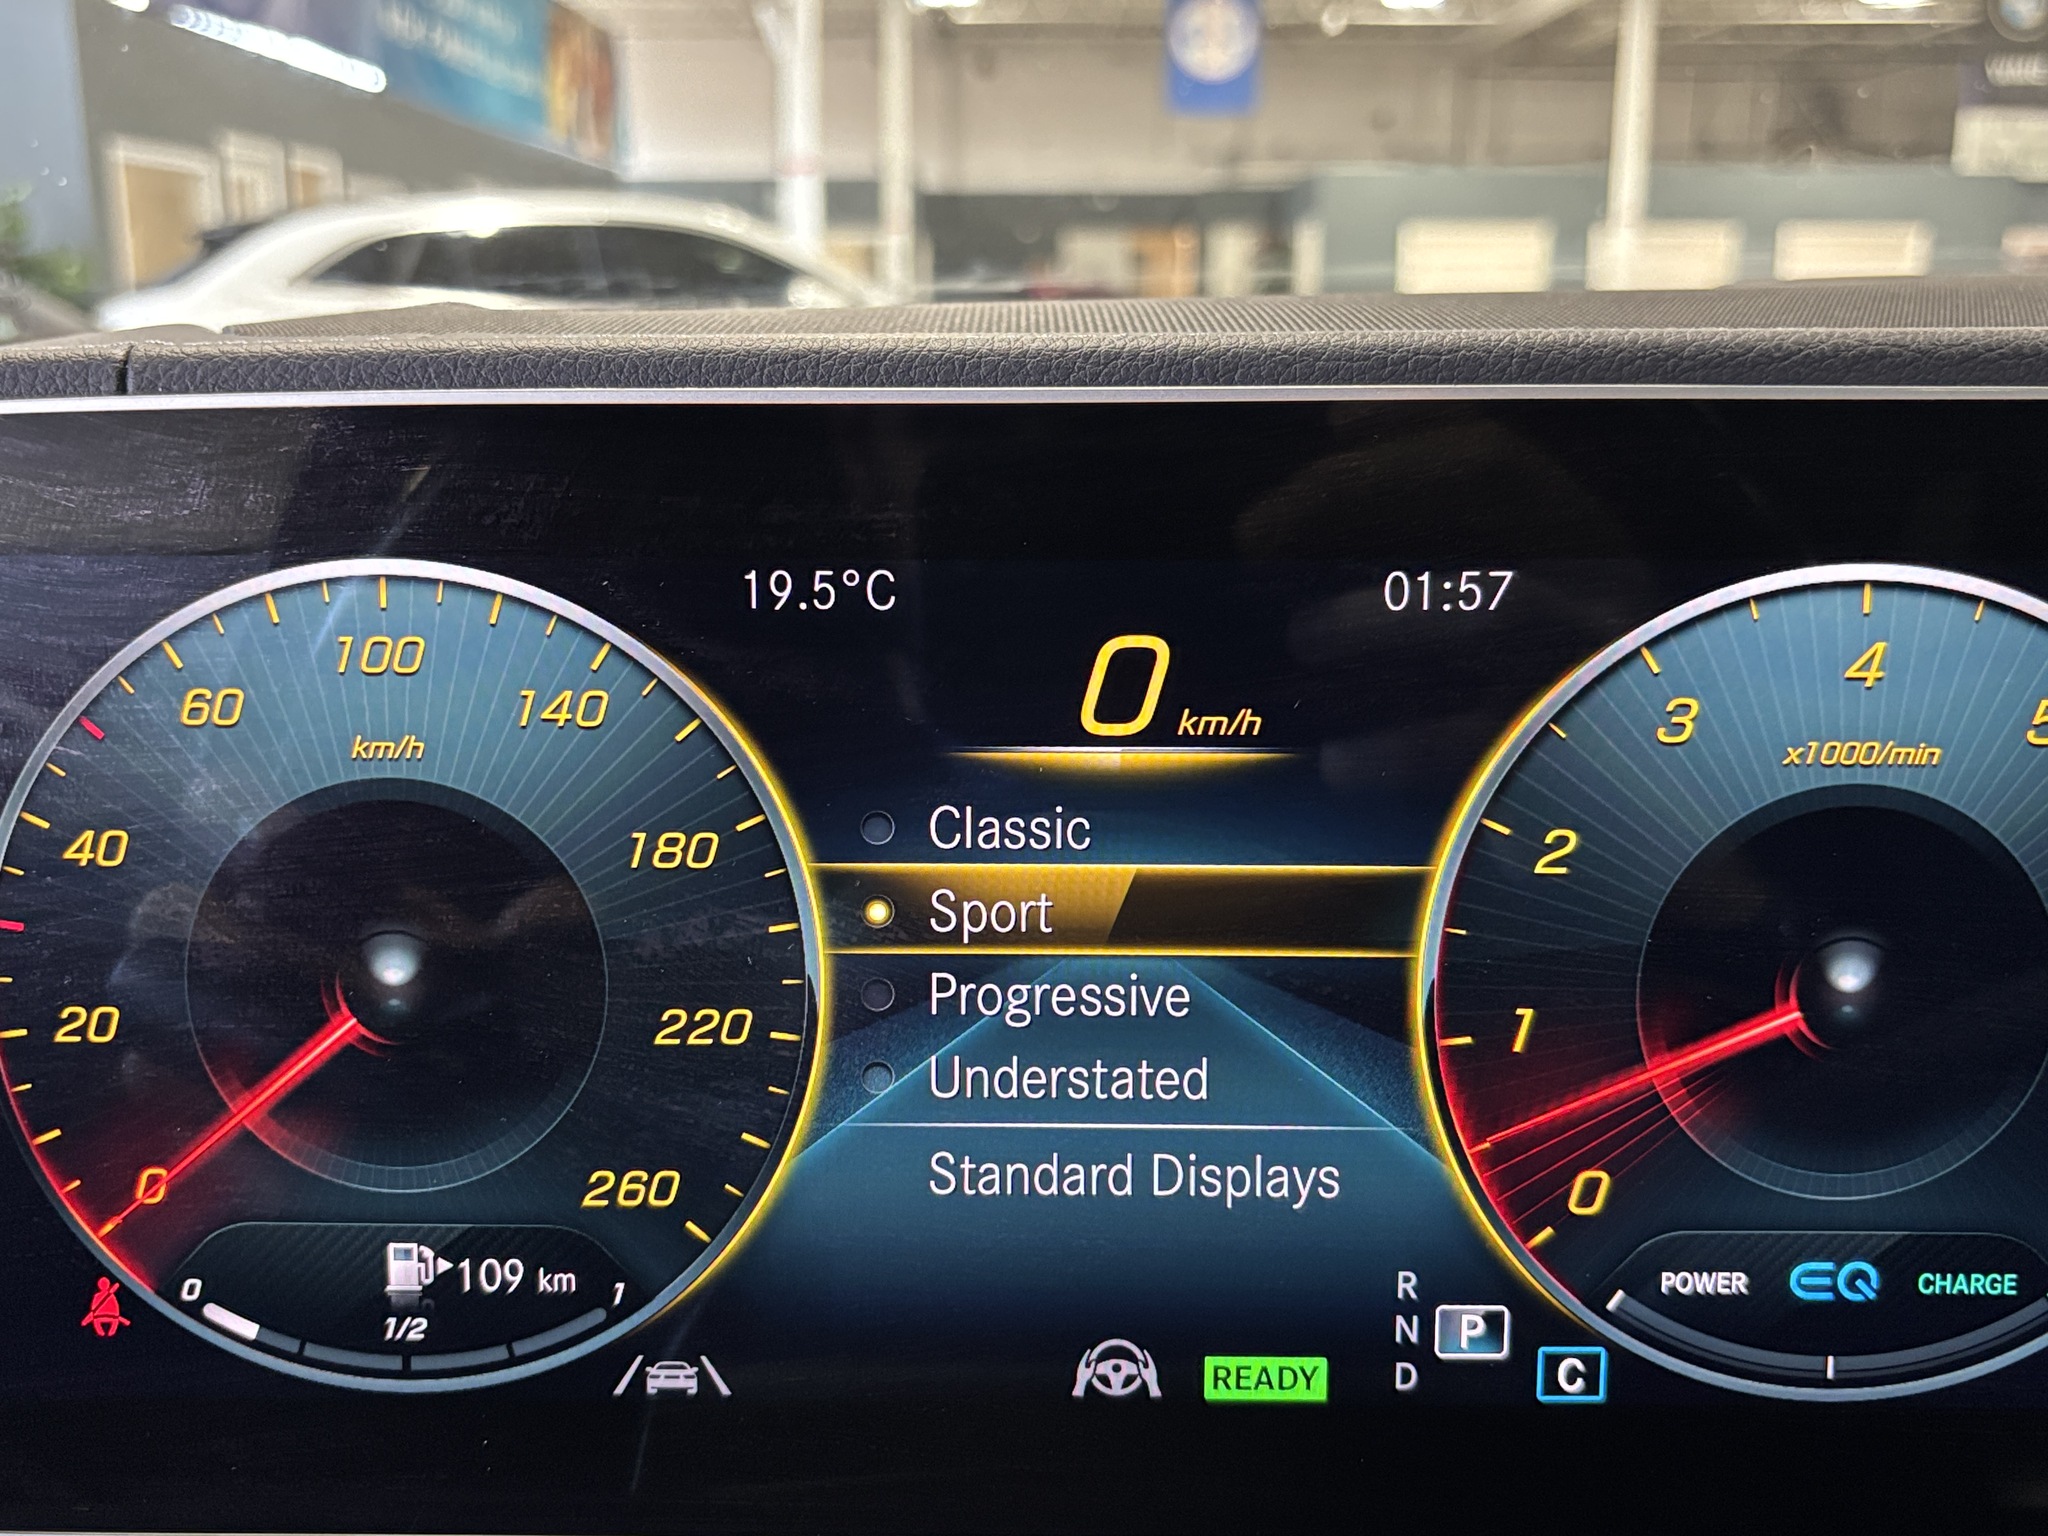 19.5°C
01:57
0 km/h
Classic
Sport
Progressive
Understated
Standard Displays
100
60
140
km/h
40
180
20
220
0
260
109 km
0
1
1/2
4
3
5
x1000/min
2
1
0
POWER
EQ
CHARGE
R
N
P
D
READY
C